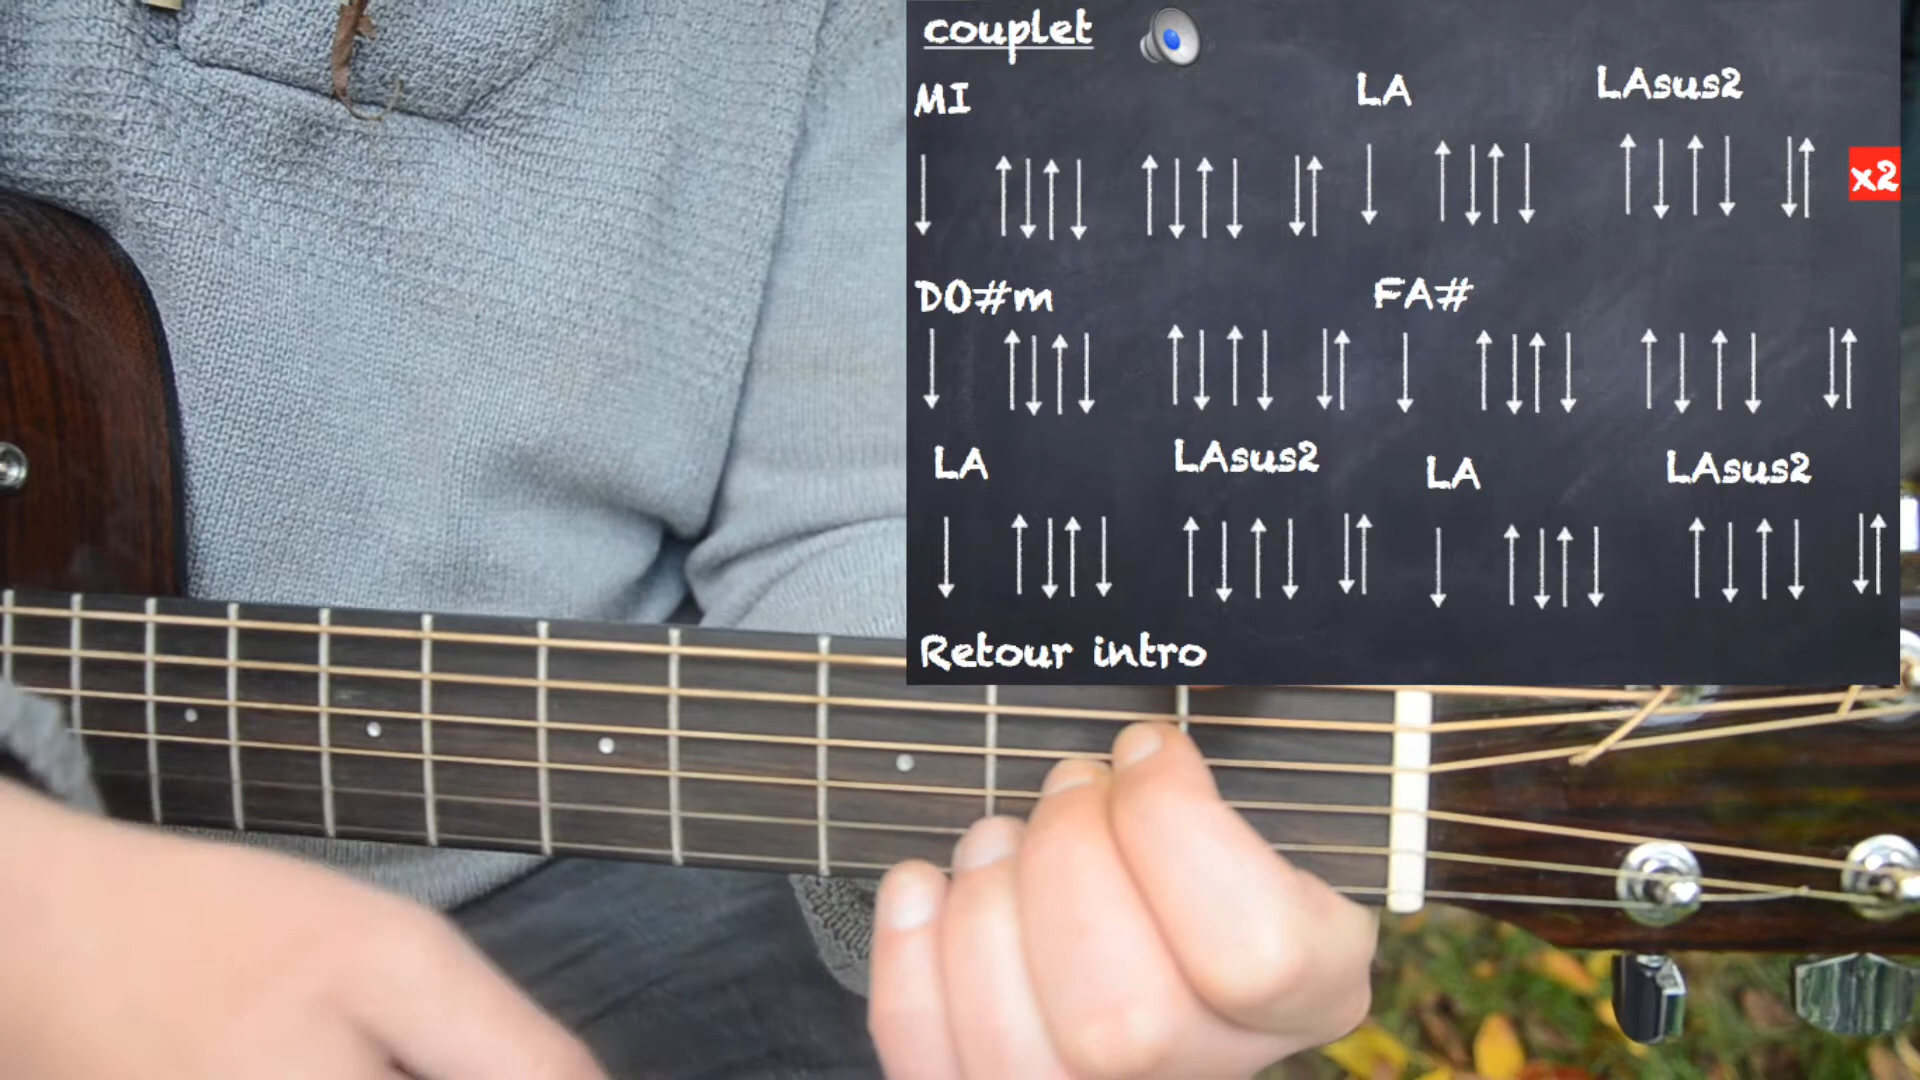 couplet
MI LA LAsus2
x2
DO#m FA#
LA LAsus2 LA LAsus2
Retour intro